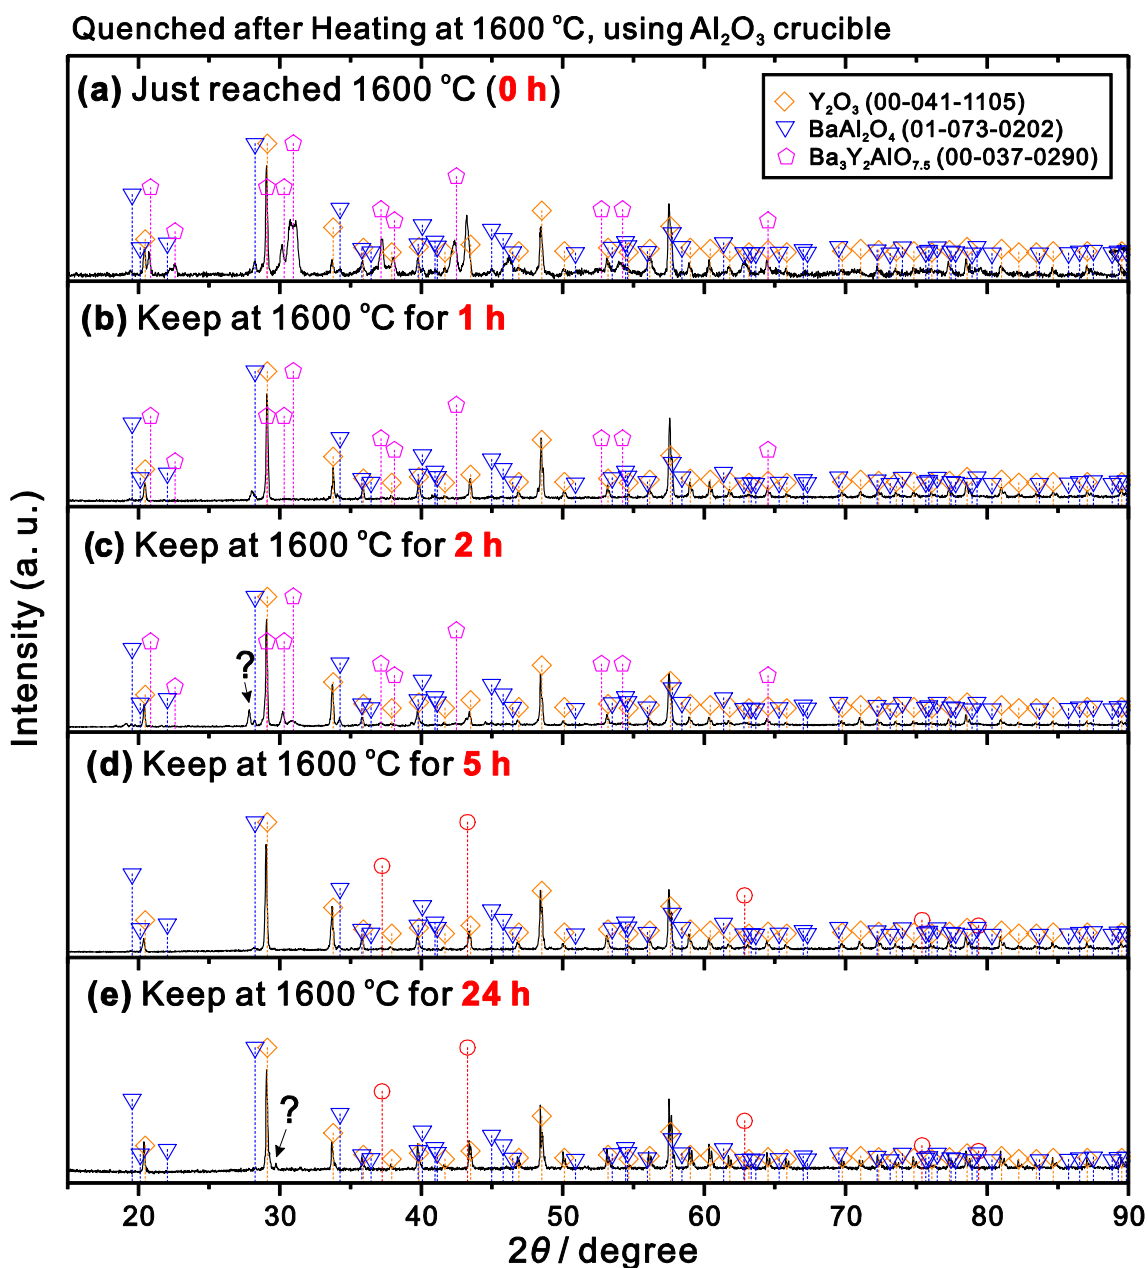 Quenched after Heating at 1600 °C, using Al₂O₃ crucible
(a) Just reached 1600 °C (0 h)
Y₂O₃ (00-041-1105)
BaAl₂O₄ (01-073-0202)
Ba₃Y₂AlO₇.₅ (00-037-0290)
(b) Keep at 1600 °C for 1 h
(c) Keep at 1600 °C for 2 h
?
(d) Keep at 1600 °C for 5 h
(e) Keep at 1600 °C for 24 h
?
Intensity (a. u.)
20 30 40 50 60 70 80 90
2θ / degree